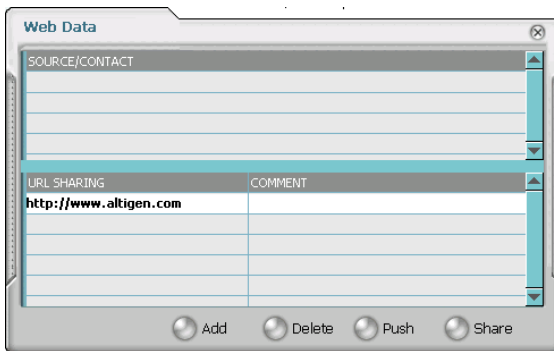 Web Data
SOURCE/CONTACT
URL SHARING COMMENT
http://www.altigen.com
Add Delete Push Share